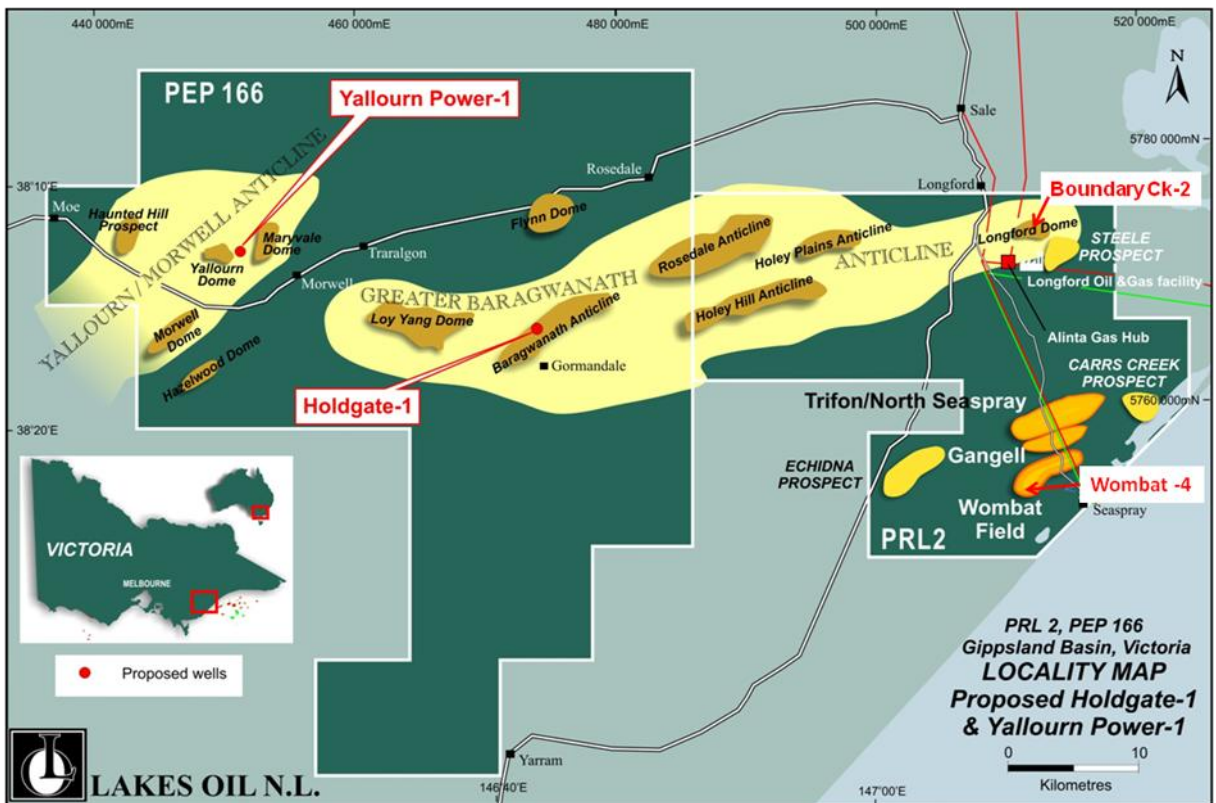 440 000mE
460 000mE
480 000mE
500 000mE
520 000mE
N
PEP 166
Yallourn Power-1
Sale
5780 000mN
YALLOURN/MORWELL ANTICLINE
Rosedale
Longford
38°10'
Moe
Haunted Hill
Prospect
Flynn Dome
Boundary Ck-2
Maryvale
Dome
Yallourn
Dome
Traralgon
Rosedale Anticline
Holey Plains Anticline
Longford Dome
STEELE
PROSPECT
Morwell
GREATER BARAGWANATH
ANTICLINE
Longford Oil &Gas facility
Loy Yang Dome
Baragwanath Anticline
Holey Hill Anticline
Morwell
Dome
Hazelwood Dome
Gormandale
Alinta Gas Hub
CARRS CREEK
PROSPECT
Holdgate-1
Trifon/North Seaspray
5760 000mN
38°20'
Gangell
ECHIDNA
PROSPECT
Wombat -4
Wombat
Field
Seaspray
PRL2
VICTORIA
MELBOURNE
Proposed wells
PRL 2, PEP 166
Gippsland Basin, Victoria
LOCALITY MAP
Proposed Holdgate-1
& Yallourn Power-1
0
10
Kilometres
Yarram
LAKES OIL N.L.
146°40'E
147°00'E